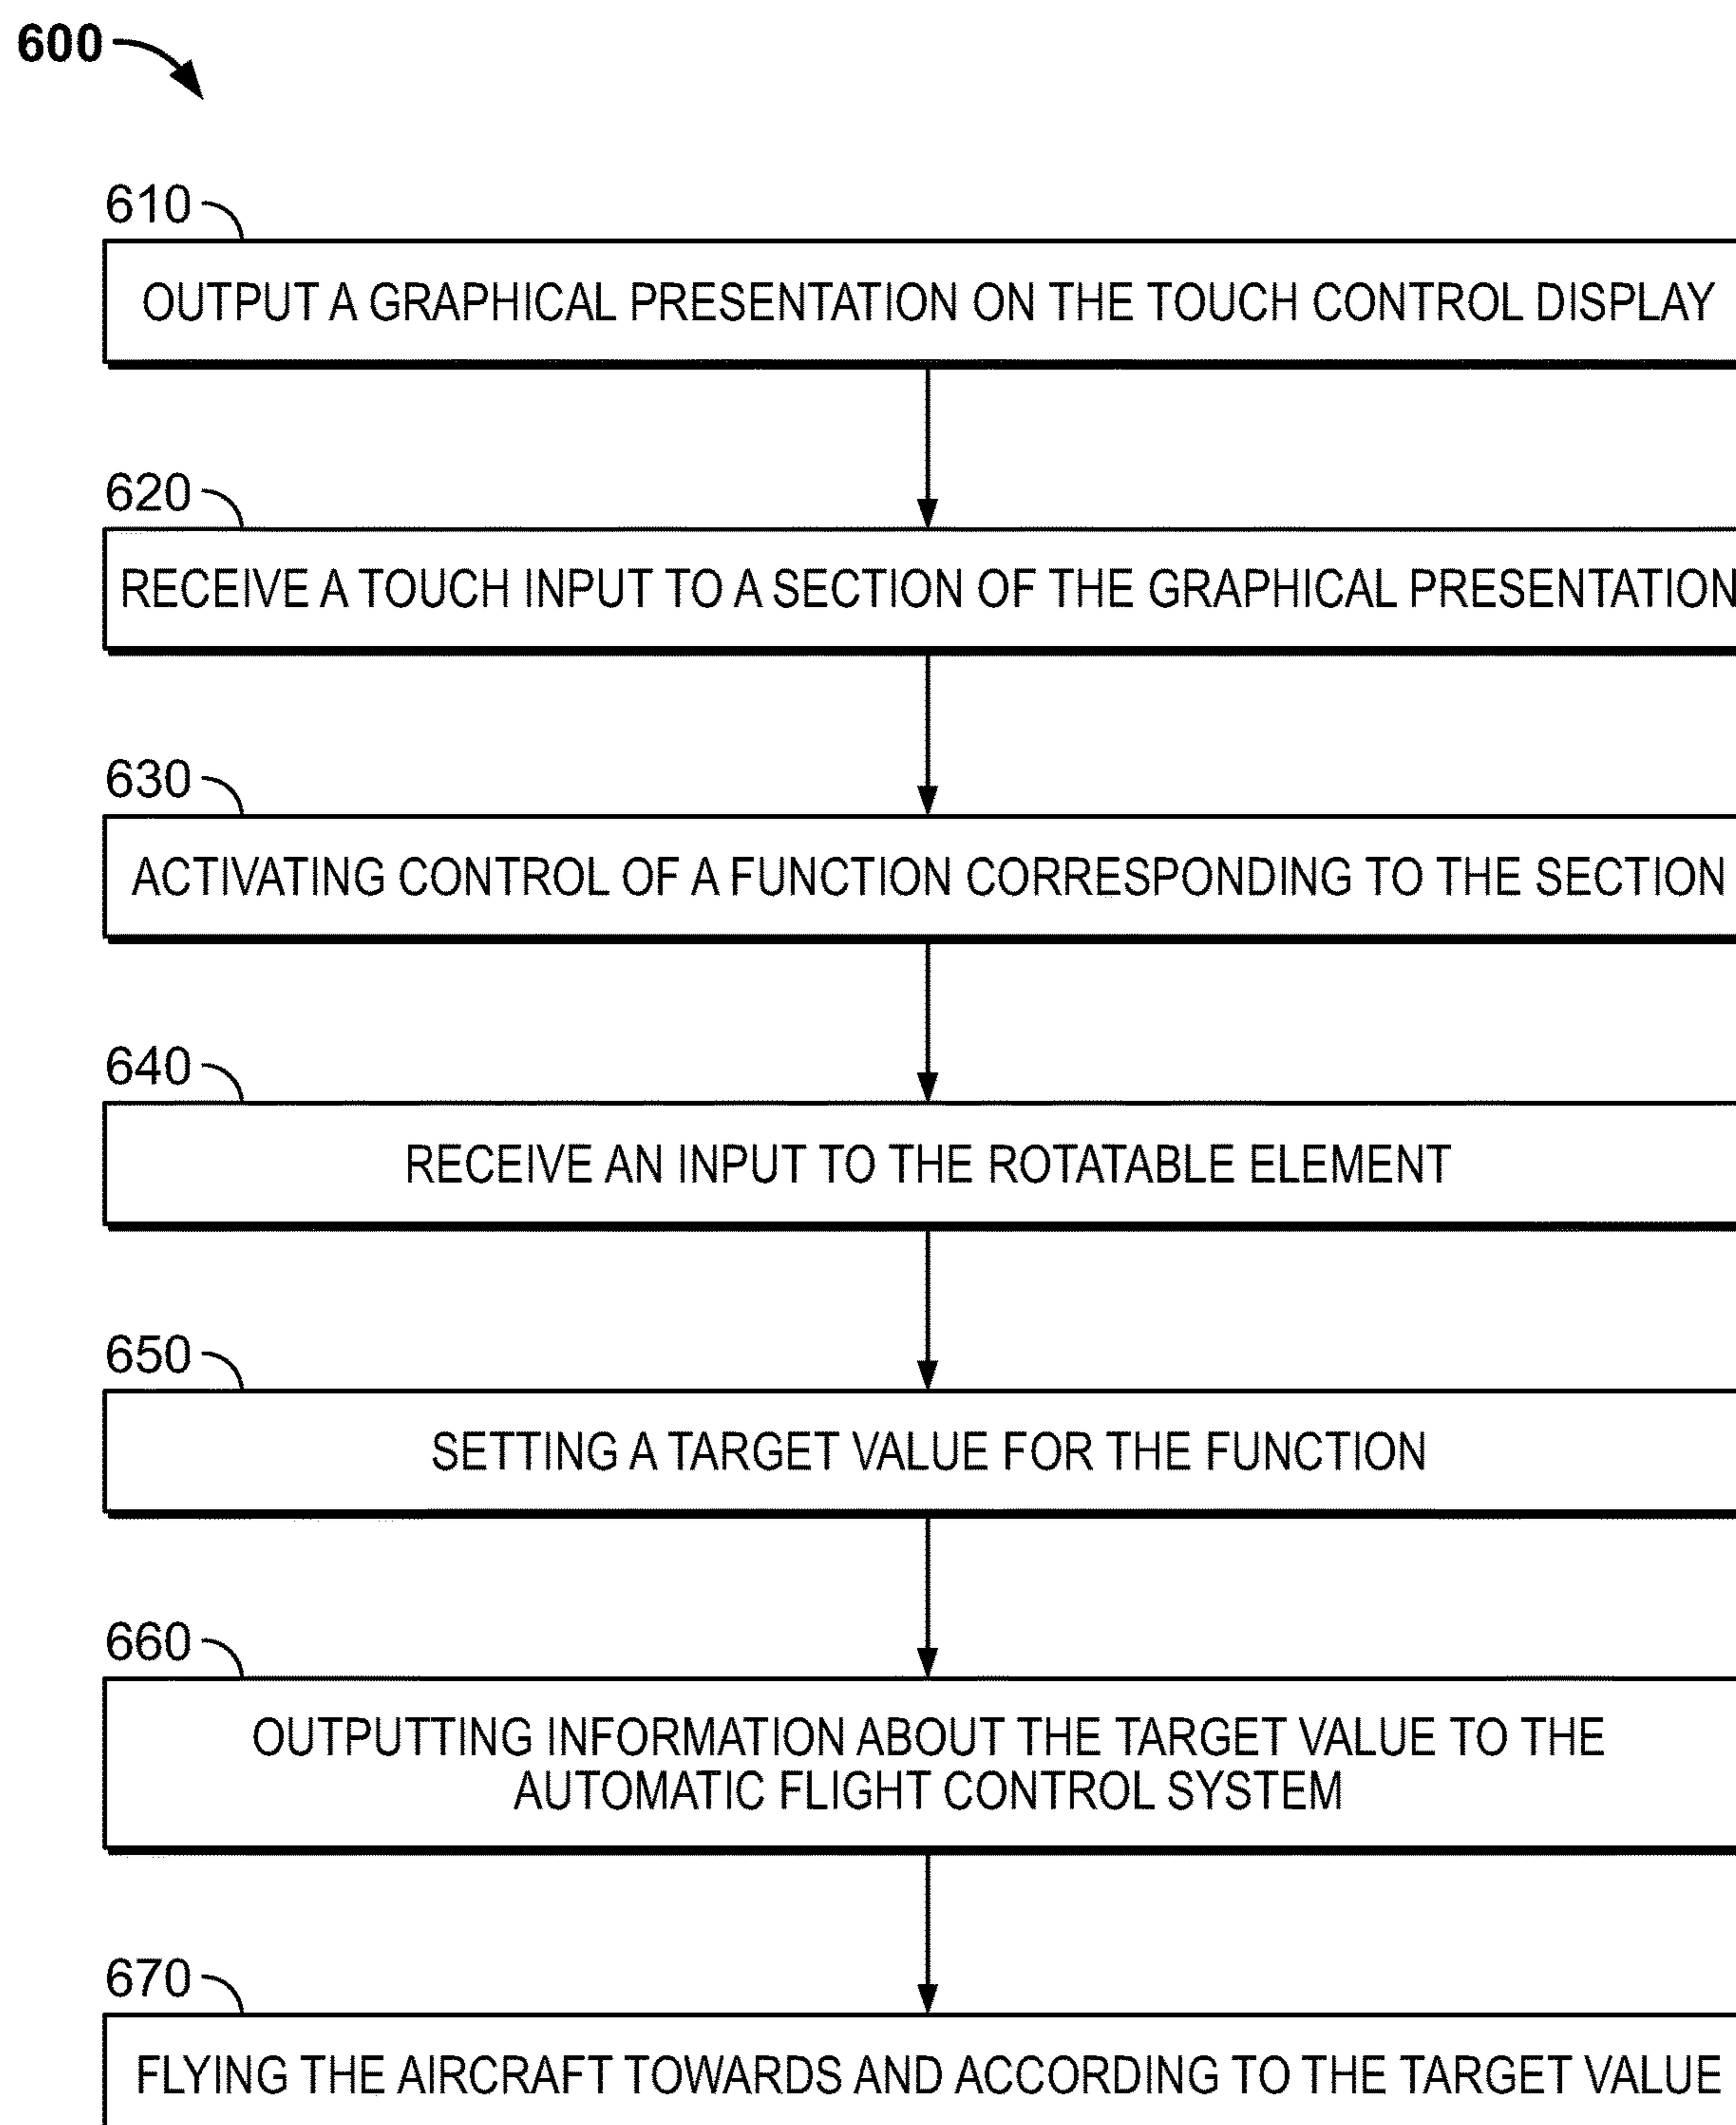 600
610
OUTPUT A GRAPHICAL PRESENTATION ON THE TOUCH CONTROL DISPLAY
620
RECEIVE A TOUCH INPUT TO A SECTION OF THE GRAPHICAL PRESENTATION
630
ACTIVATING CONTROL OF A FUNCTION CORRESPONDING TO THE SECTION
640
RECEIVE AN INPUT TO THE ROTATABLE ELEMENT
650
SETTING A TARGET VALUE FOR THE FUNCTION
660
OUTPUTTING INFORMATION ABOUT THE TARGET VALUE TO THE
AUTOMATIC FLIGHT CONTROL SYSTEM
670
FLYING THE AIRCRAFT TOWARDS AND ACCORDING TO THE TARGET VALUE